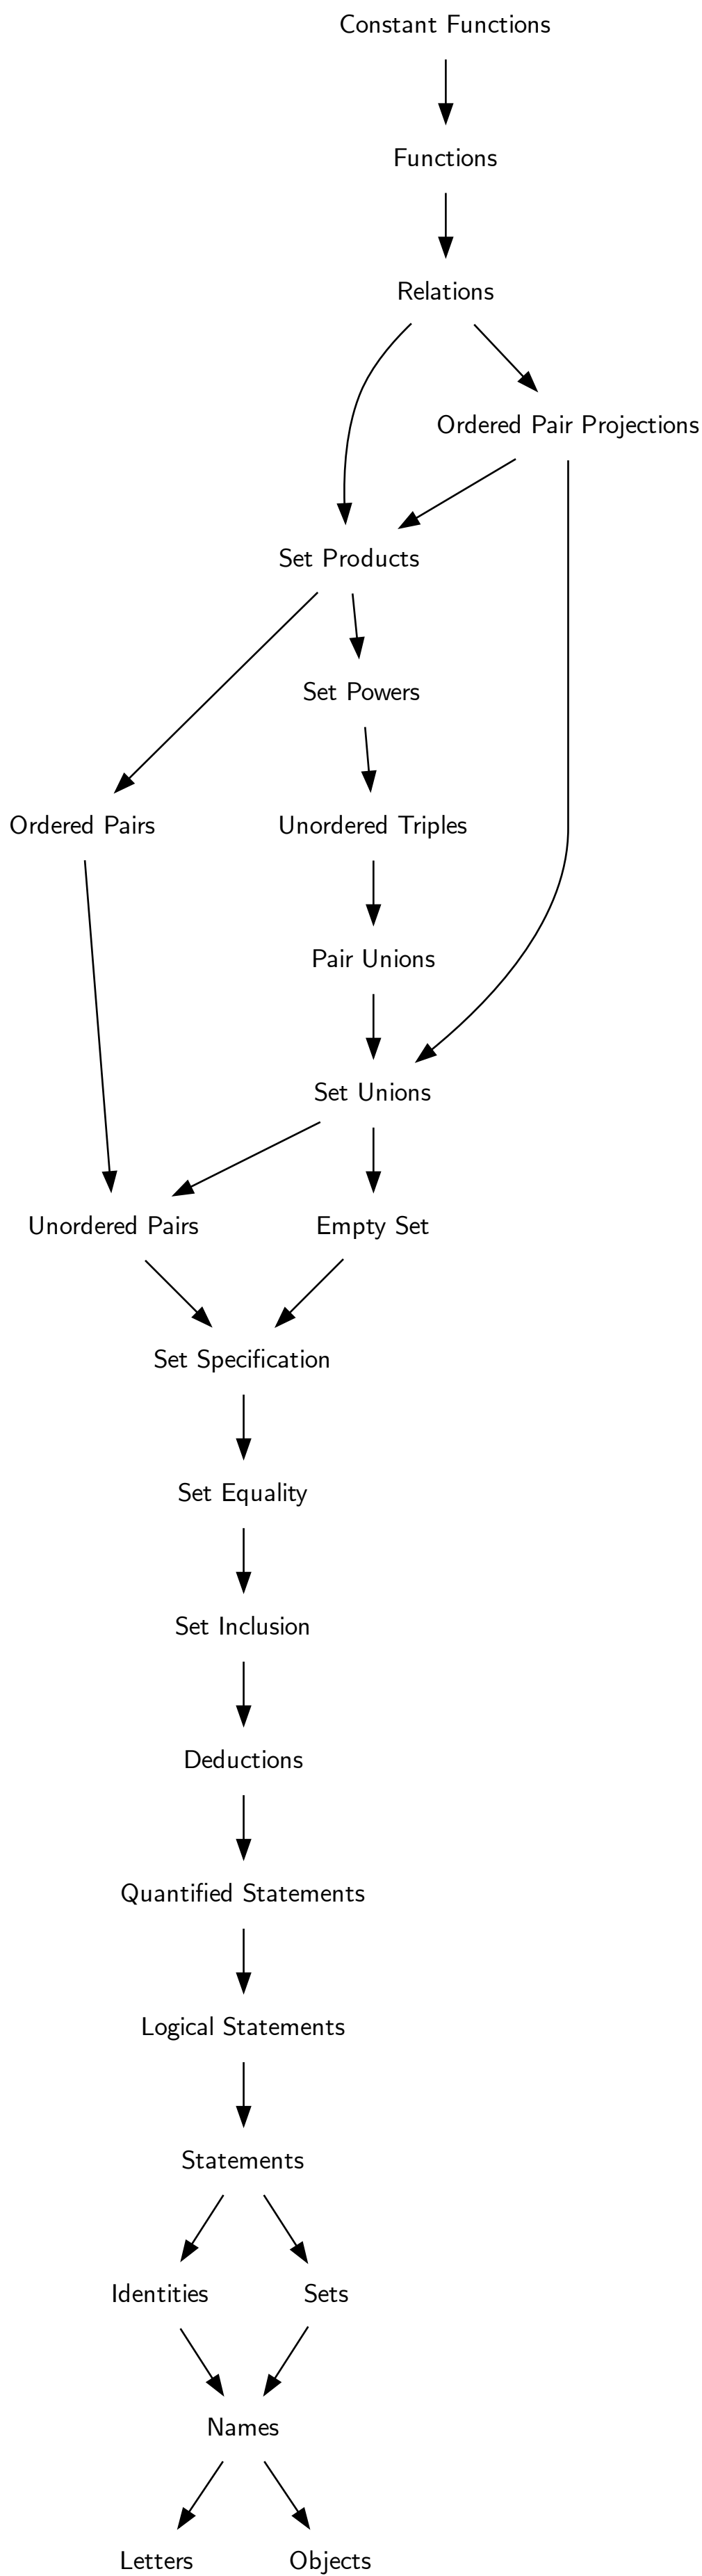 Constant Functions
Functions
Relations
Ordered Pair Projections
Set Products
Set Powers
Ordered Pairs
Unordered Triples
Pair Unions
Set Unions
Unordered Pairs
Empty Set
Set Specification
Set Equality
Set Inclusion
Deductions
Quantified Statements
Logical Statements
Statements
Identities
Sets
Names
Letters
Objects